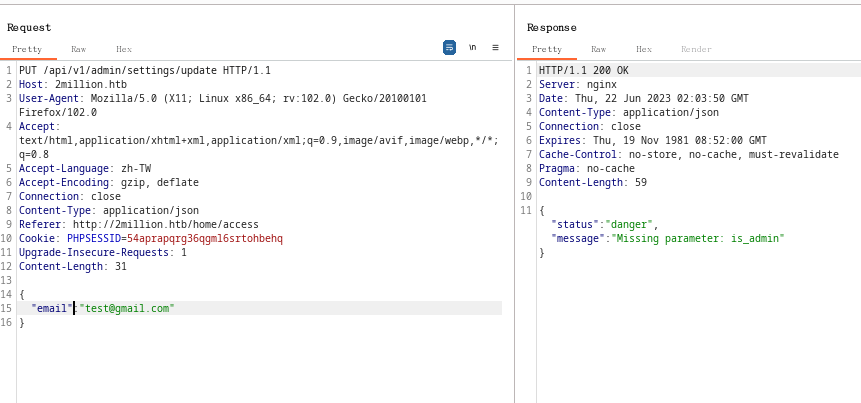 Request
Pretty Raw Hex
\n
1 PUT /api/v1/admin/settings/update HTTP/1.1
2 Host: 2million.htb
3 User-Agent: Mozilla/5.0 (X11; Linux x86_64; rv:102.0) Gecko/20100101
Firefox/102.0
4 Accept:
text/html,application/xhtml+xml,application/xml;q=0.9,image/avif,image/webp,*/*;
q=0.8
5 Accept-Language: zh-TW
6 Accept-Encoding: gzip, deflate
7 Connection: close
8 Content-Type: application/json
9 Referer: http://2million.htb/home/access
10 Cookie: PHPSESSID=54aprapqrg36qgml6srtohbehq
11 Upgrade-Insecure-Requests: 1
12 Content-Length: 31
13
14 {
15 "email":"test@gmail.com"
16 }
Response
Pretty Raw Hex Render
1 HTTP/1.1 200 OK
2 Server: nginx
3 Date: Thu, 22 Jun 2023 02:03:50 GMT
4 Content-Type: application/json
5 Connection: close
6 Expires: Thu, 19 Nov 1981 08:52:00 GMT
7 Cache-Control: no-store, no-cache, must-revalidate
8 Pragma: no-cache
9 Content-Length: 59
10
11 {
"status":"danger",
"message":"Missing parameter: is_admin"
}